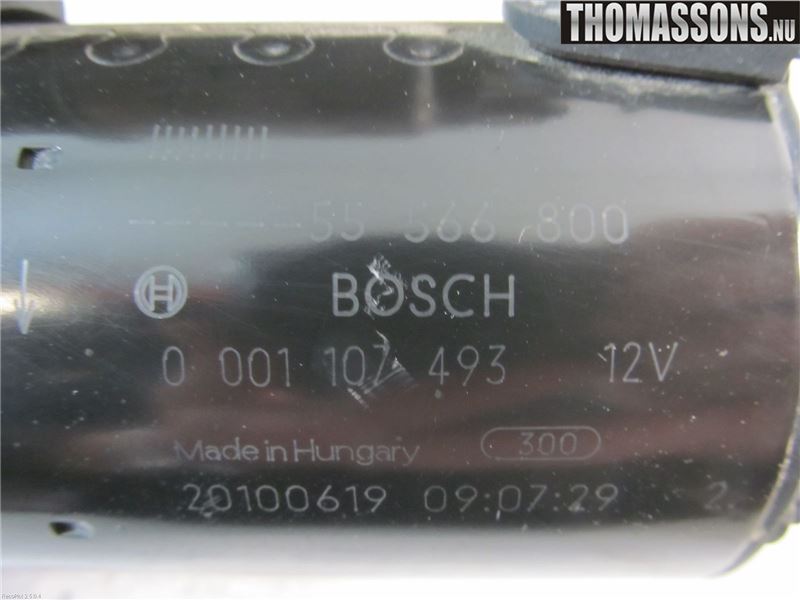 THOMASSONS.NU
------55 566 800
BOSCH
0 001 107 493 12V
Made in Hungary 300
20100619 09:07:29 2